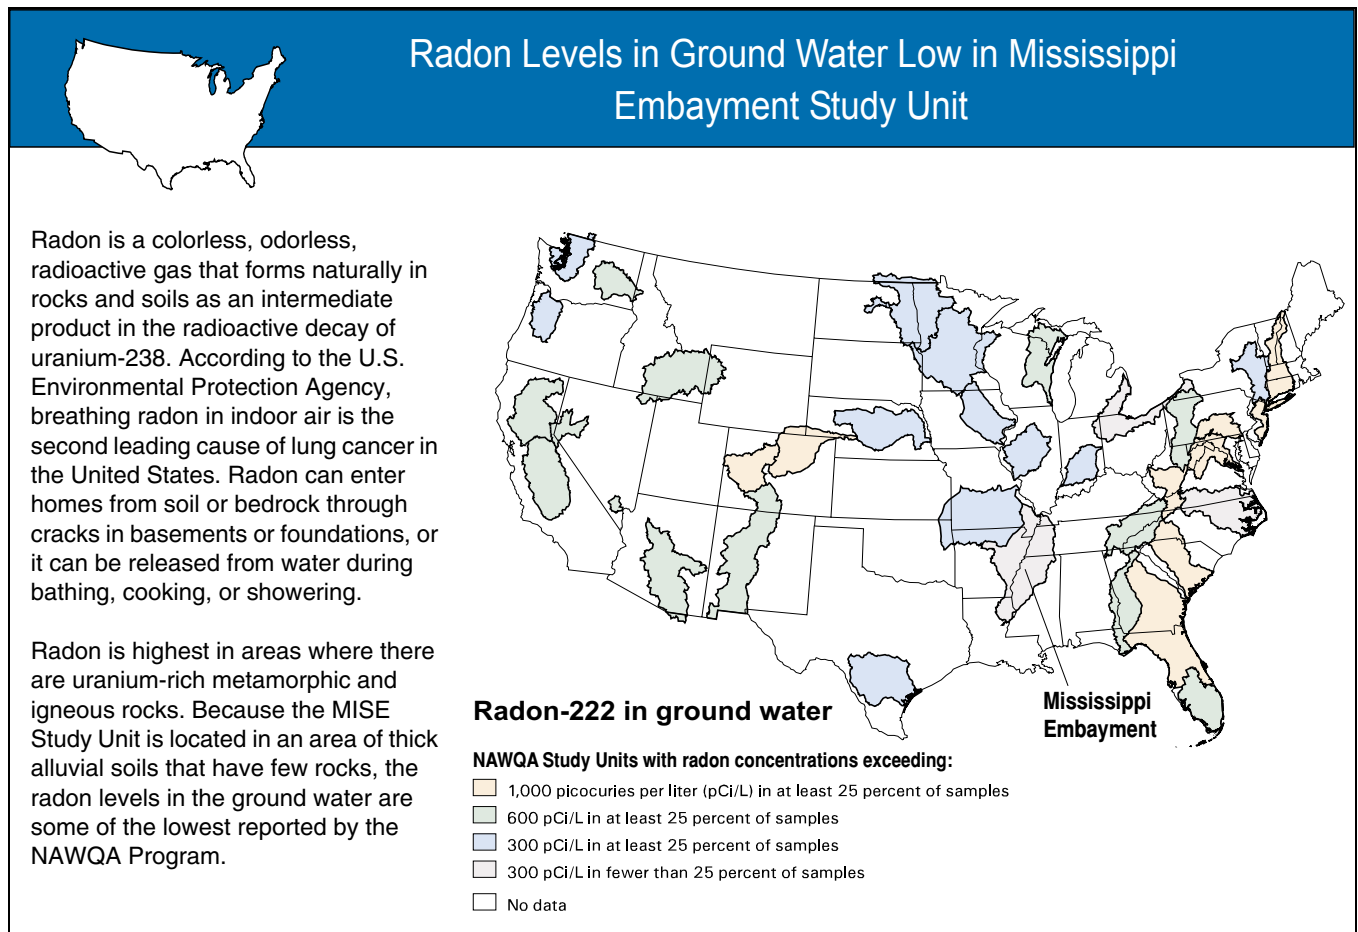 Radon Levels in Ground Water Low in Mississippi
Embayment Study Unit
Radon is a colorless, odorless,
radioactive gas that forms naturally in
rocks and soils as an intermediate
product in the radioactive decay of
uranium-238. According to the U.S.
Environmental Protection Agency,
breathing radon in indoor air is the
second leading cause of lung cancer in
the United States. Radon can enter
homes from soil or bedrock through
cracks in basements or foundations, or
it can be released from water during
bathing, cooking, or showering.
Radon is highest in areas where there
are uranium-rich metamorphic and
igneous rocks. Because the MISE
Study Unit is located in an area of thick
alluvial soils that have few rocks, the
radon levels in the ground water are
some of the lowest reported by the
NAWQA Program.
Mississippi
Embayment
Radon-222 in ground water
NAWQA Study Units with radon concentrations exceeding:
1,000 picocuries per liter (pCi/L) in at least 25 percent of samples
600 pCi/L in at least 25 percent of samples
300 pCi/L in at least 25 percent of samples
300 pCi/L in fewer than 25 percent of samples
No data